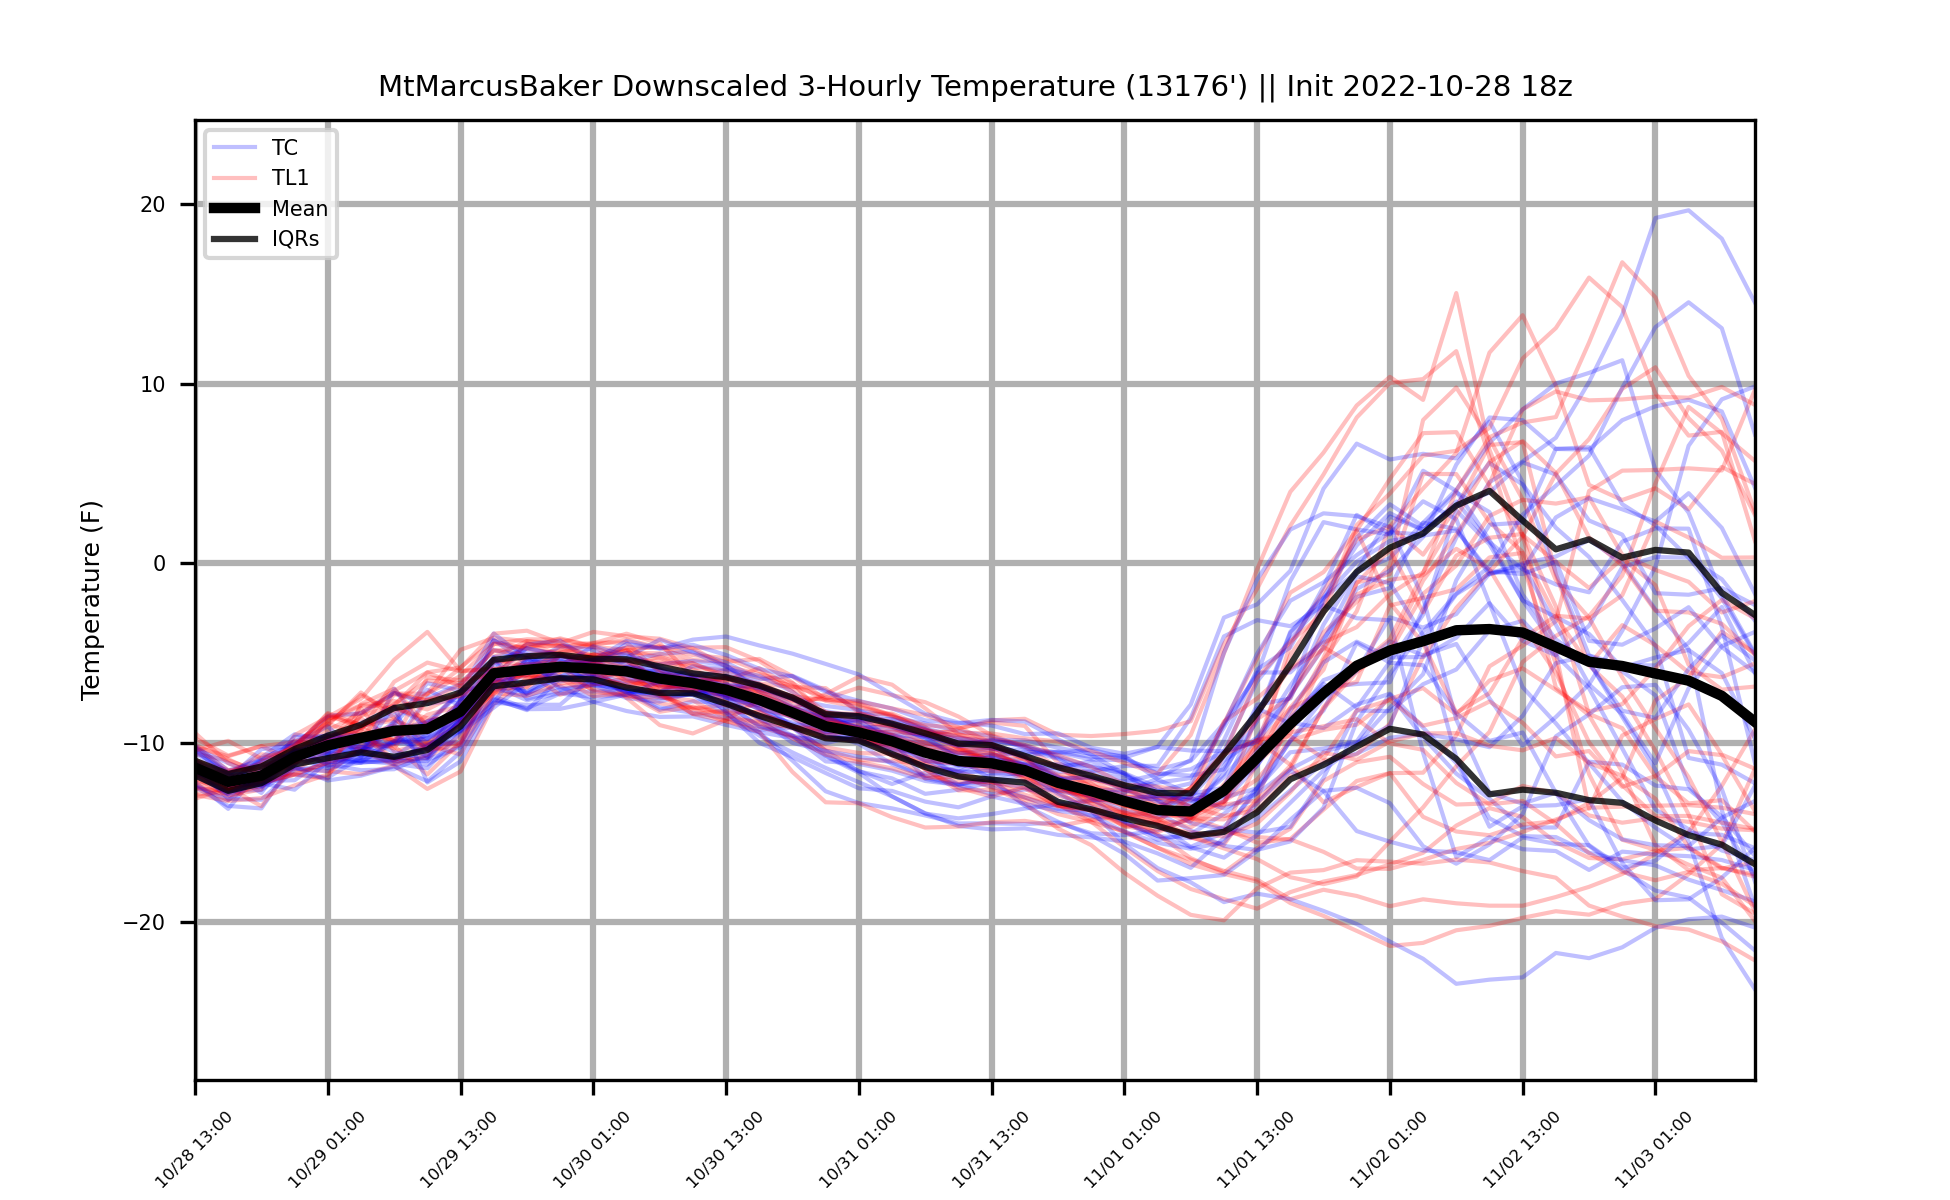 MtMarcusBaker Downscaled 3-Hourly Temperature (13176') || Init 2022-10-28 18z
TC
TL1
Mean
IQRs
Temperature (F)
20
10
0
−10
−20
10/28 13:00
10/29 01:00
10/29 13:00
10/30 01:00
10/30 13:00
10/31 01:00
10/31 13:00
11/01 01:00
11/01 13:00
11/02 01:00
11/02 13:00
11/03 01:00